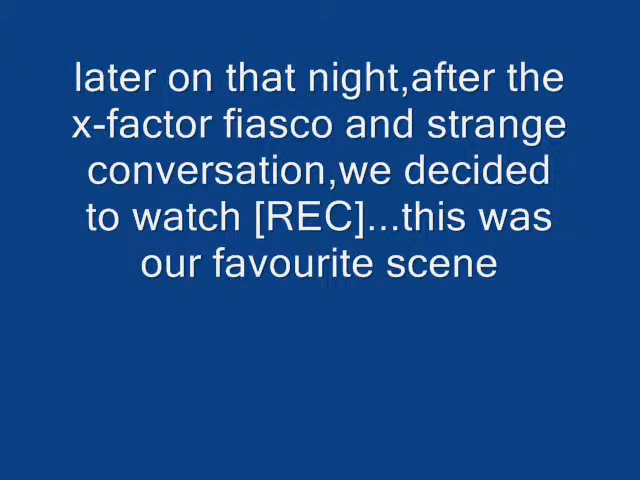 later on that night,after the
x-factor fiasco and strange
conversation,we decided
to watch [REC]...this was
our favourite scene